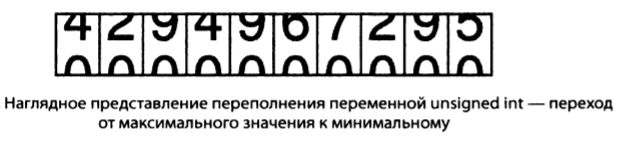 4294967295
0000000000
Наглядное представление переполнения переменной unsigned int — переход
от максимального значения к минимальному